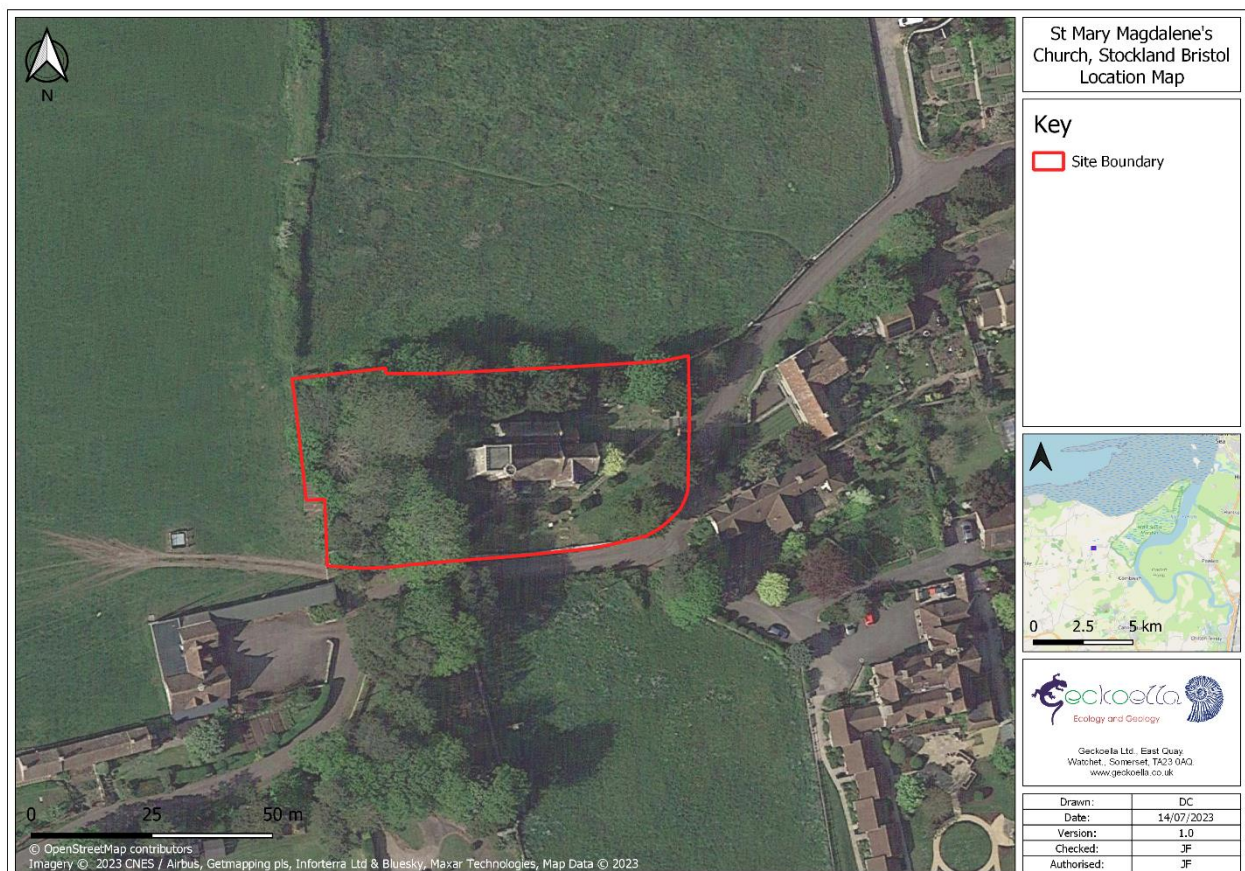 N
0 25 50 m
© OpenStreetMap contributors
Imagery © 2023 CNES / Airbus, Getmapping pls, Inforterra Ltd & Bluesky, Maxar Technologies, Map Data © 2023
St Mary Magdalene's
Church, Stockland Bristol
Location Map
Key
Site Boundary
0 2.5 5 km
Geckoella
Ecology and Geology
Geckoella Ltd., East Quay,
Watchet., Somerset, TA23 0AQ.
www.geckoella.co.uk
Drawn: DC
Date: 14/07/2023
Version: 1.0
Checked: JF
Authorised: JF